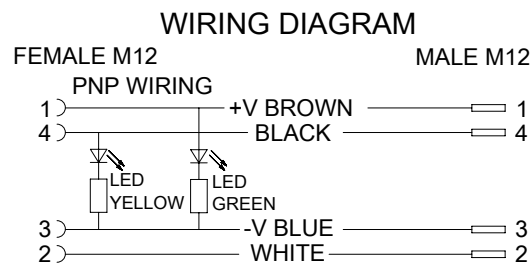 WIRING DIAGRAM
FEMALE M12
MALE M12
PNP WIRING
1 +V BROWN 1
4 BLACK 4
LED YELLOW
LED GREEN
3 -V BLUE 3
2 WHITE 2